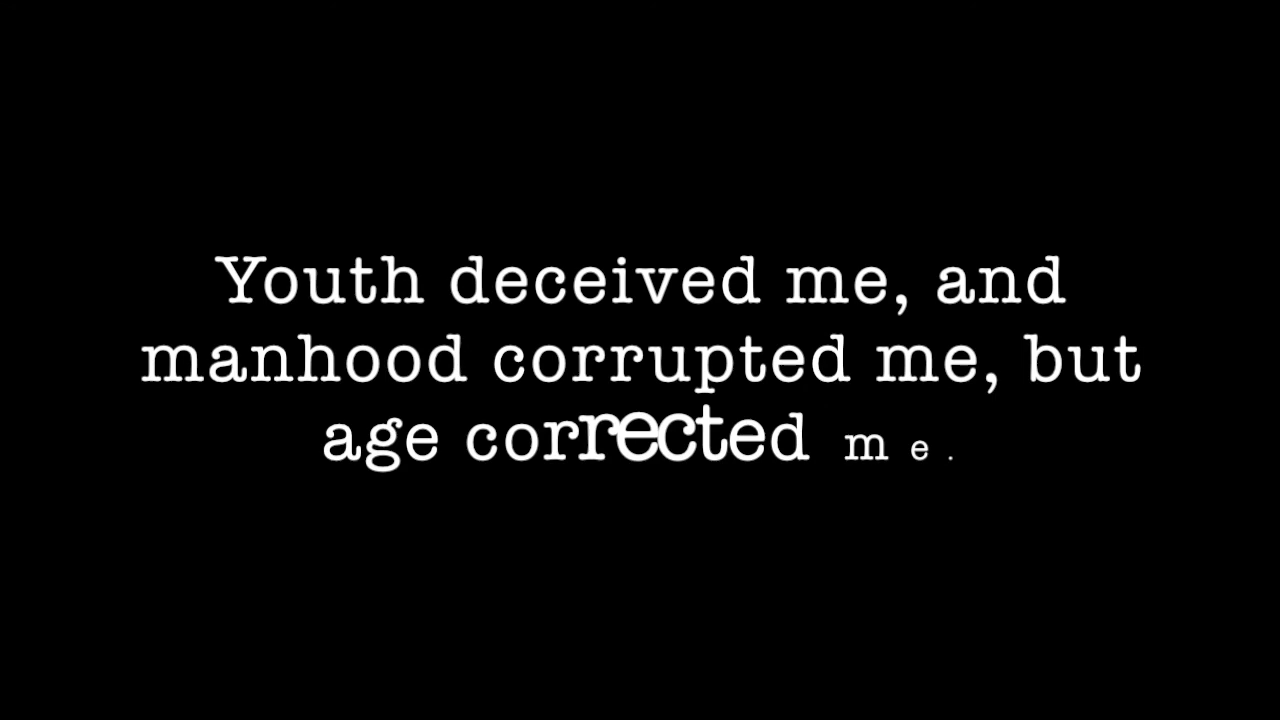 Youth deceived me, and
manhood corrupted me, but
age corrected me.